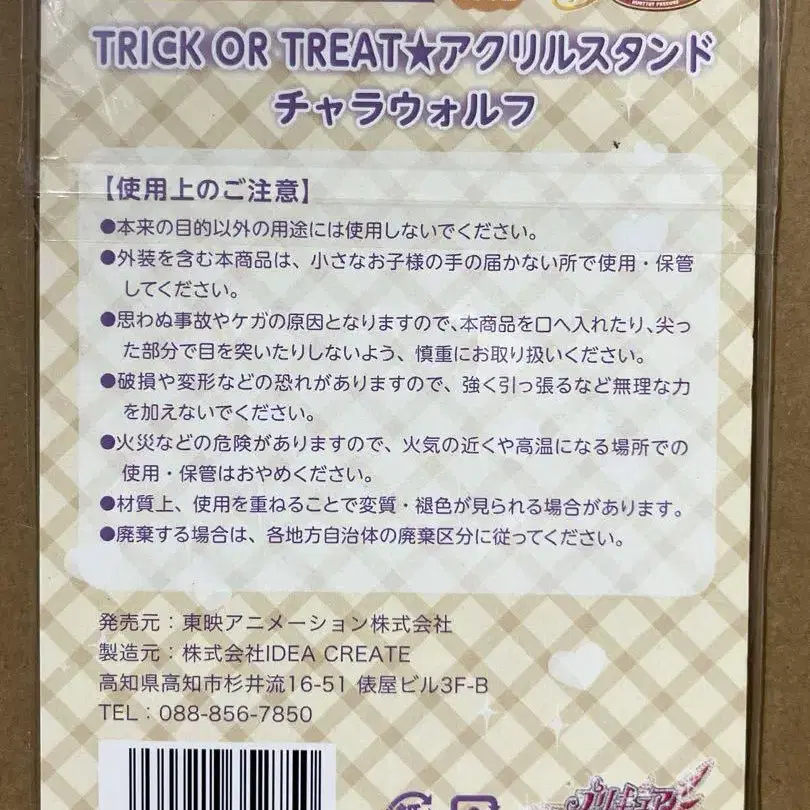 TRICK OR TREAT★アクリルスタンド
チャラウォルフ
【使用上のご注意】
●本来の目的以外の用途には使用しないでください。
●外装を含む本商品は、小さなお子様の手の届かない所で使用・保管
してください。
●思わぬ事故やケガの原因となりますので、本商品を口へ入れたり、尖っ
た部分で目を突いたりしないよう、慎重にお取り扱いください。
●破損や変形などの恐れがありますので、強く引っ張るなど無理な力
を加えないでください。
●火災などの危険がありますので、火気の近くや高温になる場所での
使用・保管はおやめください。
●材質上、使用を重ねることで変質・褪色が見られる場合があります。
●廃棄する場合は、各地方自治体の廃棄区分に従ってください。
発売元：東映アニメーション株式会社
製造元：株式会社IDEA CREATE
高知県高知市杉井流16-51 俵屋ビル3F-B
TEL：088-856-7850
プリキュア